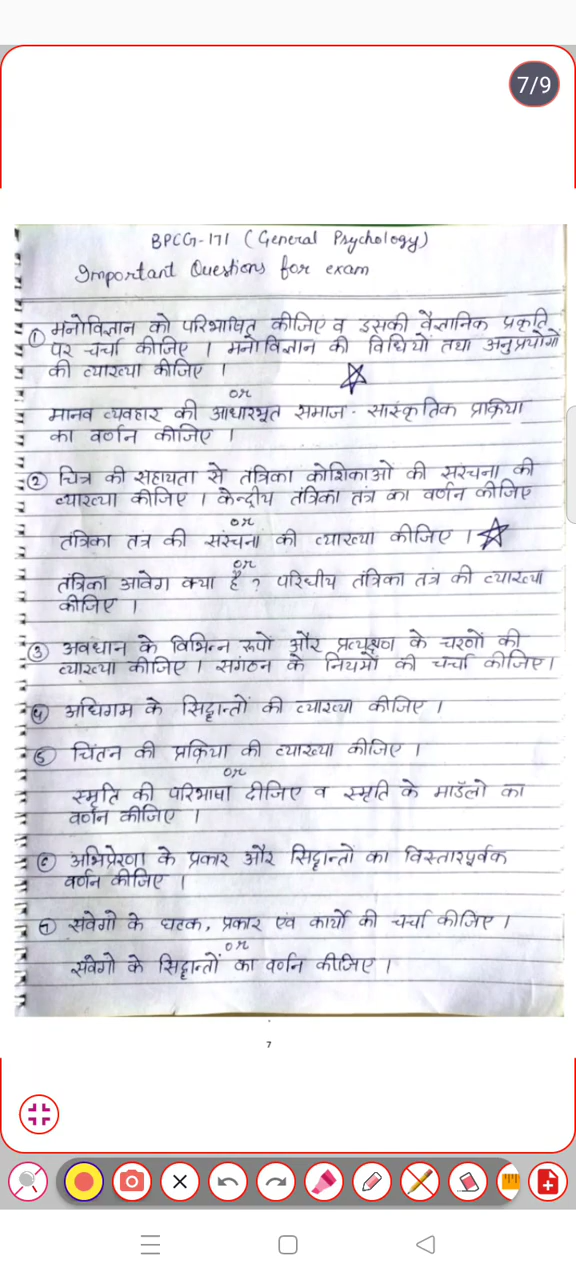 7/9
BPCG-171 (General Psychology)
Important Questions for exam
① मनोविज्ञान को परिभाषित कीजिए व इसकी वैज्ञानिक प्रकृति
पर चर्चा कीजिए । मनोविज्ञान की विधियों तथा अनुप्रयोगों
की व्याख्या कीजिए ।
or
मानव व्यवहार की आधारभूत समाज-सांस्कृतिक प्राक्रिया
का वर्णन कीजिए ।
② चित्र की सहायता से तंत्रिका कोशिकाओं की संरचना की
व्याख्या कीजिए । केन्द्रीय तंत्रिका तंत्र का वर्णन कीजिए
or
तंत्रिका तंत्र की संरचना की व्याख्या कीजिए ।
or
तंत्रिका आवेग क्या है ? परिधीय तंत्रिका तंत्र की व्याख्या
कीजिए ।
③ अवधान के विभिन्न रूपों और प्रत्यक्षण के चरणों की
व्याख्या कीजिए । संगठन के नियमों की चर्चा कीजिए ।
④ अधिगम के सिद्धान्तों की व्याख्या कीजिए ।
⑤ चिंतन की प्रक्रिया की व्याख्या कीजिए ।
or
स्मृति की परिभाषा दीजिए व स्मृति के मॉडलो का
वर्णन कीजिए ।
⑥ अभिप्रेरणा के प्रकार और सिद्धान्तों का विस्तारपूर्वक
वर्णन कीजिए ।
⑦ संवेगो के घटक, प्रकार एवं कार्यो की चर्चा कीजिए ।
or
संवेगो के सिद्धान्तों का वर्णन कीजिए ।
7